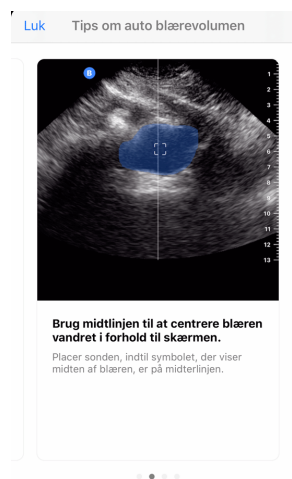 Luk Tips om auto blærevolumen
B
1
2
3
4
5
6
7
8
9
10
11
12
13
Brug midtlinjen til at centrere blæren
vandret i forhold til skærmen.
Placer sonden, indtil symbolet, der viser
midten af blæren, er på midterlinjen.